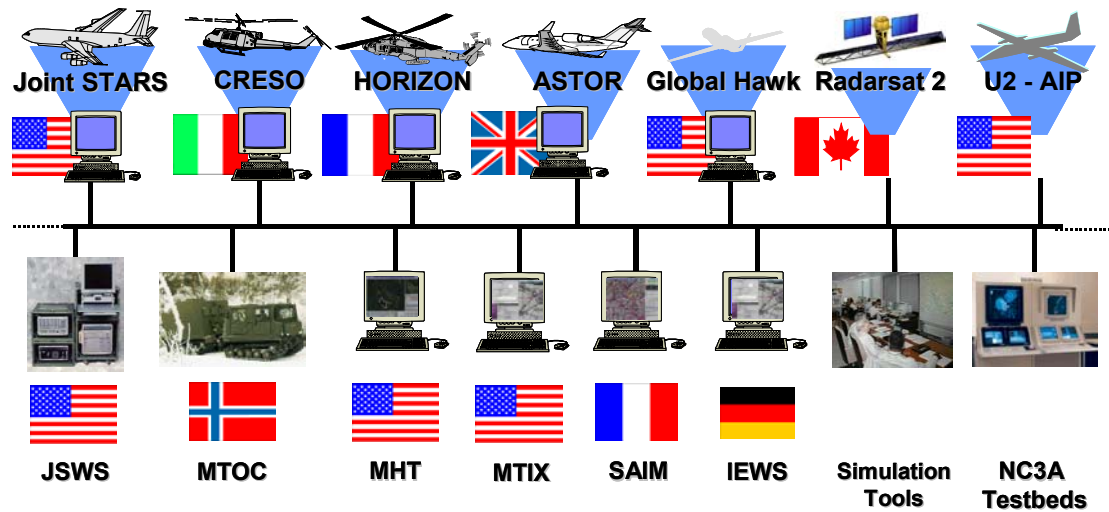 Joint STARS
CRESO
HORIZON
ASTOR
Global Hawk
Radarsat 2
U2 - AIP
JSWS
MTOC
MHT
MTIX
SAIM
IEWS
Simulation
Tools
NC3A
Testbeds